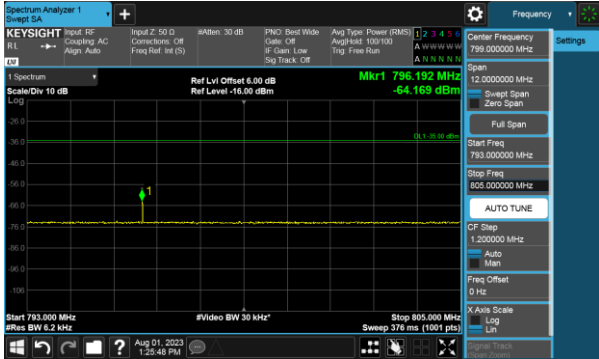 Spectrum Analyzer 1
Swept SA
Frequency
KEYSIGHT
Input: RF
Input Z: 50 Ω
#Atten: 30 dB
PNO: Best Wide
Avg Type: Power (RMS)
1 2 3 4 5 6
RL
Coupling: AC
Corrections: Off
Gate: Off
Avg|Hold: 100/100
A W W W W W
Align: Auto
Freq Ref: Int (S)
IF Gain: Low
Trig: Free Run
Sig Track: Off
A N N N N N
LXI
1 Spectrum
Ref Lvl Offset 6.00 dB
Mkr1 796.192 MHz
Scale/Div 10 dB
Ref Level -16.00 dBm
-64.169 dBm
Log
-26.0
-36.0
DL1 -35.00 dBm
-46.0
-56.0
1
-66.0
-76.0
-86.0
-96.0
-106
Start 793.000 MHz
#Video BW 30 kHz*
Stop 805.000 MHz
#Res BW 6.2 kHz
Sweep 376 ms (1001 pts)
Center Frequency
799.000000 MHz
Settings
Span
12.0000000 MHz
Swept Span
Zero Span
Full Span
Start Freq
793.000000 MHz
Stop Freq
805.000000 MHz
AUTO TUNE
CF Step
1.200000 MHz
Auto
Man
Freq Offset
0 Hz
X Axis Scale
Log
Lin
Signal Track
(Span Zoom)
Aug 01, 2023
1:25:48 PM